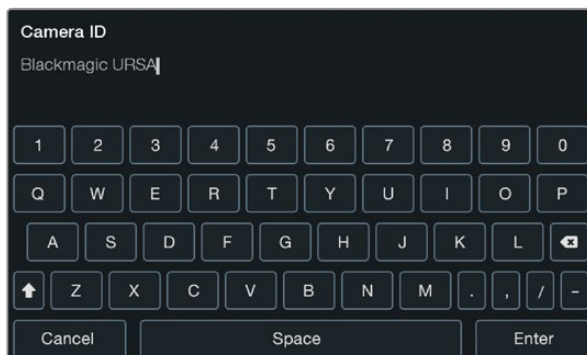 Camera ID
Blackmagic URSA
1 2 3 4 5 6 7 8 9 0
Q W E R T Y U I O P
A S D F G H J K L
Z X C V B N M . , / -
Cancel Space Enter